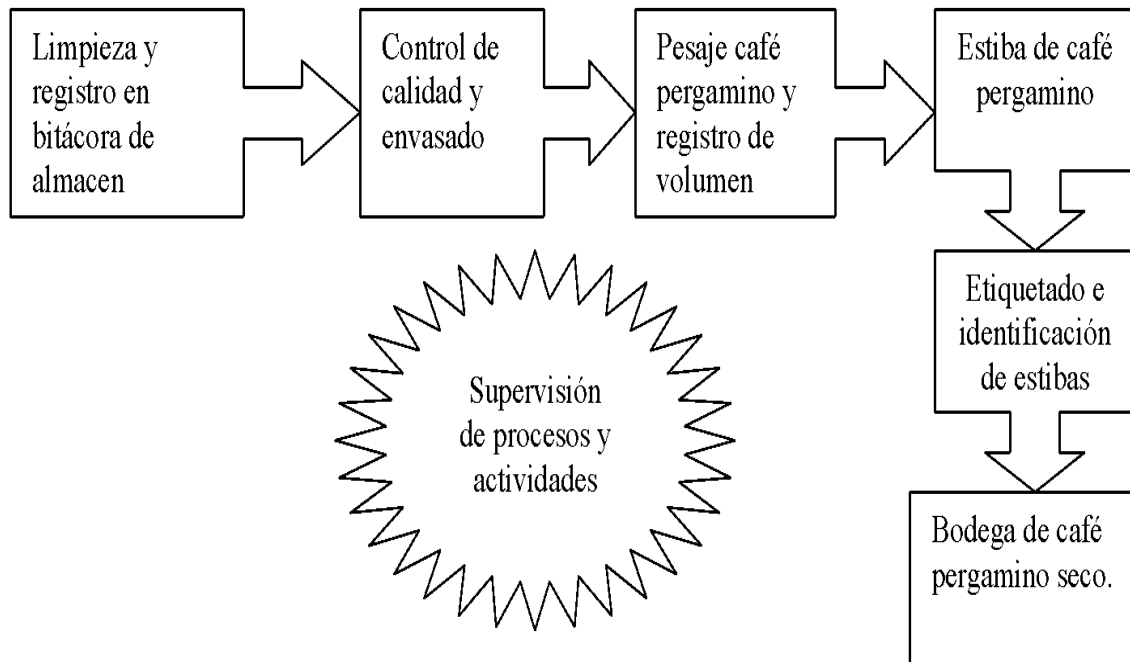 Limpieza y
registro en
bitácora de
almacen
Control de
calidad y
envasado
Pesaje café
pergamino y
registro de
volumen
Estiba de café
pergamino
Etiquetado e
identificación
de estibas
Bodega de café
pergamino seco.
Supervisión
de procesos y
actividades